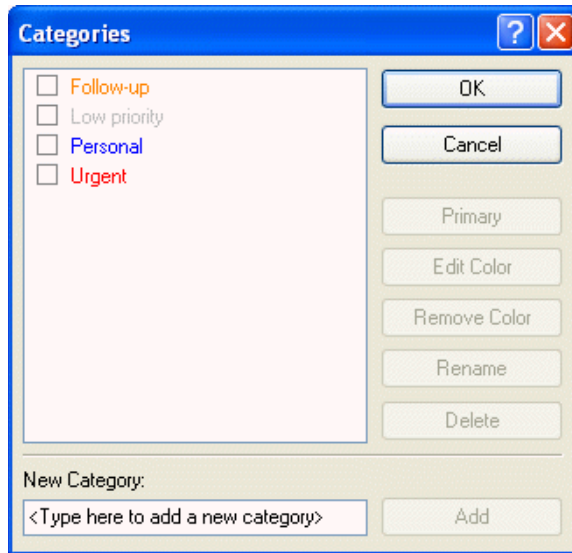 Categories
Follow-up
Low priority
Personal
Urgent
OK
Cancel
Primary
Edit Color
Remove Color
Rename
Delete
New Category:
<Type here to add a new category>
Add